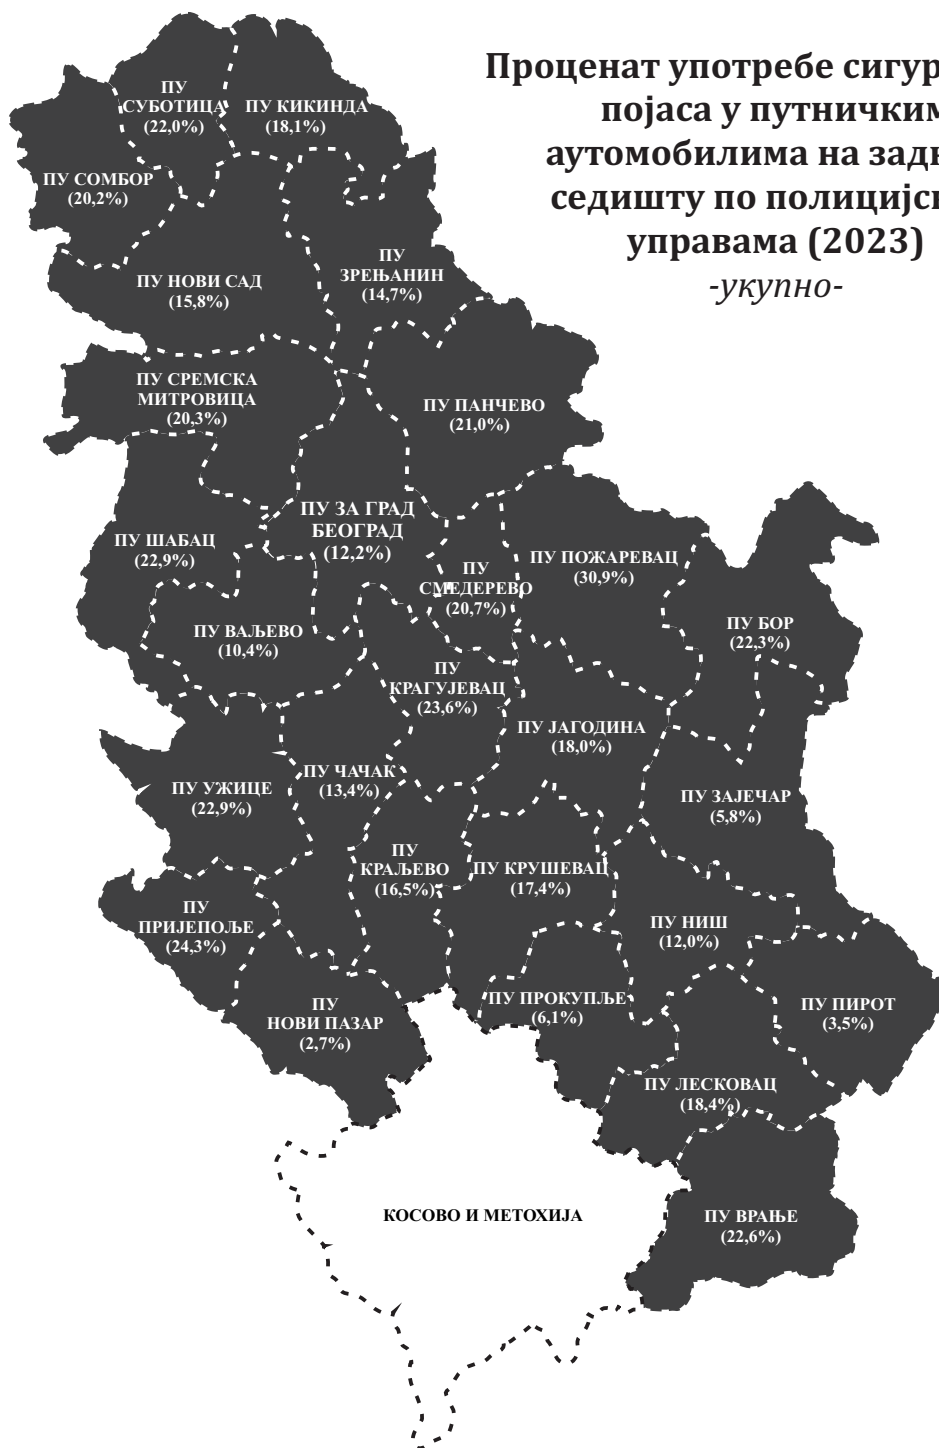 Проценат употребе сигур
појаса у путничким
аутомобилима на задн
седишту по полицијс
управама (2023)
-укупно-
ПУ
СУБОТИЦА
(22,0%)
ПУ КИКИНДА
(18,1%)
ПУ СОМБОР
(20,2%)
ПУ НОВИ САД
(15,8%)
ПУ
ЗРЕЊАНИН
(14,7%)
ПУ СРЕМСКА
МИТРОВИЦА
(20,3%)
ПУ ПАНЧЕВО
(21,0%)
ПУ ЗА ГРАД
БЕОГРАД
(12,2%)
ПУ ШАБАЦ
(22,9%)
ПУ
СМЕДЕРЕВО
(20,7%)
ПУ ПОЖАРЕВАЦ
(30,9%)
ПУ ВАЉЕВО
(10,4%)
ПУ БОР
(22,3%)
ПУ
КРАГУЈЕВАЦ
(23,6%)
ПУ ЈАГОДИНА
(18,0%)
ПУ УЖИЦЕ
(22,9%)
ПУ ЧАЧАК
(13,4%)
ПУ ЗАЈЕЧАР
(5,8%)
ПУ
КРАЉЕВО
(16,5%)
ПУ КРУШЕВАЦ
(17,4%)
ПУ
ПРИЈЕПОЉЕ
(24,3%)
ПУ НИШ
(12,0%)
ПУ
НОВИ ПАЗАР
(2,7%)
ПУ ПРОКУПЉЕ
(6,1%)
ПУ ПИРОТ
(3,5%)
ПУ ЛЕСКОВАЦ
(18,4%)
КОСОВО И МЕТОХИЈА
ПУ ВРАЊЕ
(22,6%)